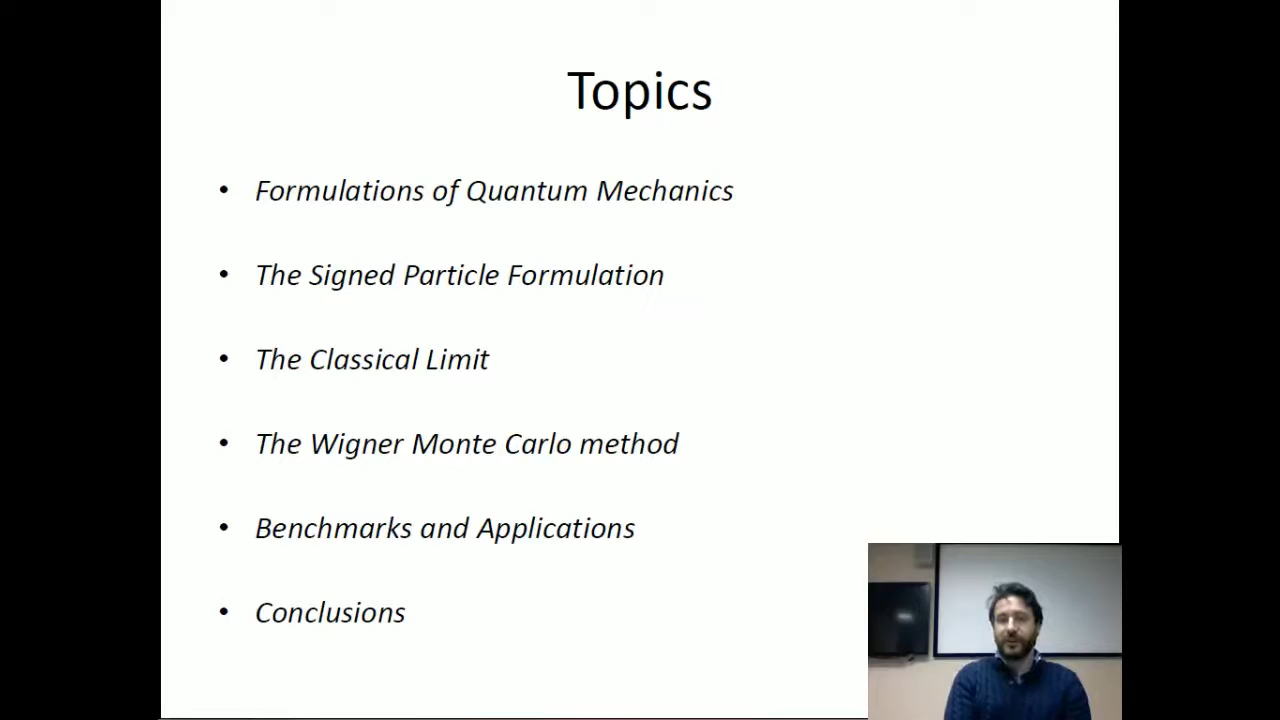 Topics
• Formulations of Quantum Mechanics
• The Signed Particle Formulation
• The Classical Limit
• The Wigner Monte Carlo method
• Benchmarks and Applications
• Conclusions